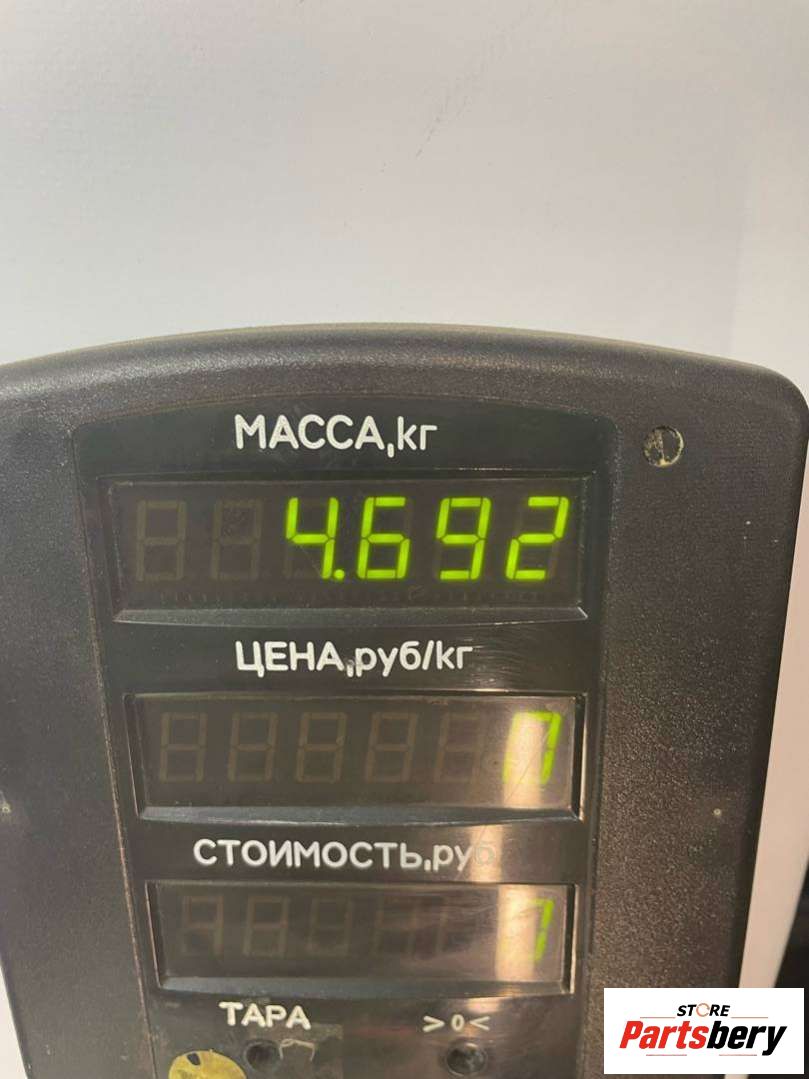 МАССА,кг
4.692
ЦЕНА,руб/кг
СТОИМОСТЬ,руб
ТАРА >0<
STORE
Partsbery